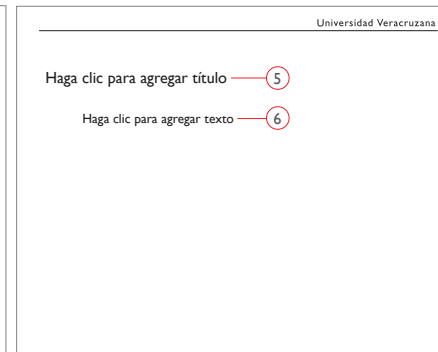 Universidad Veracruzana
Haga clic para agregar título 5
Haga clic para agregar texto 6